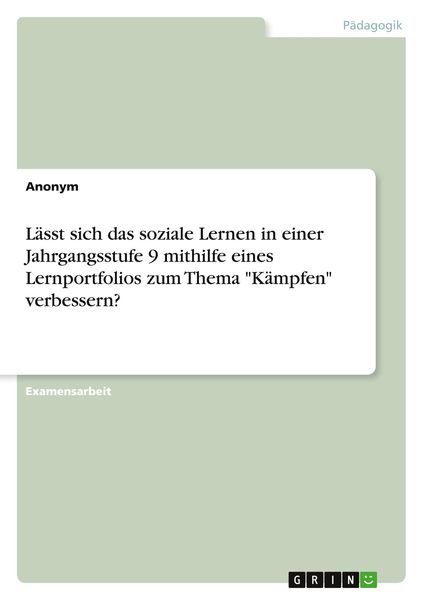 Pädagogik
Anonym
Lässt sich das soziale Lernen in einer
Jahrgangsstufe 9 mithilfe eines
Lernportfolios zum Thema "Kämpfen"
verbessern?
Examensarbeit
GRIN